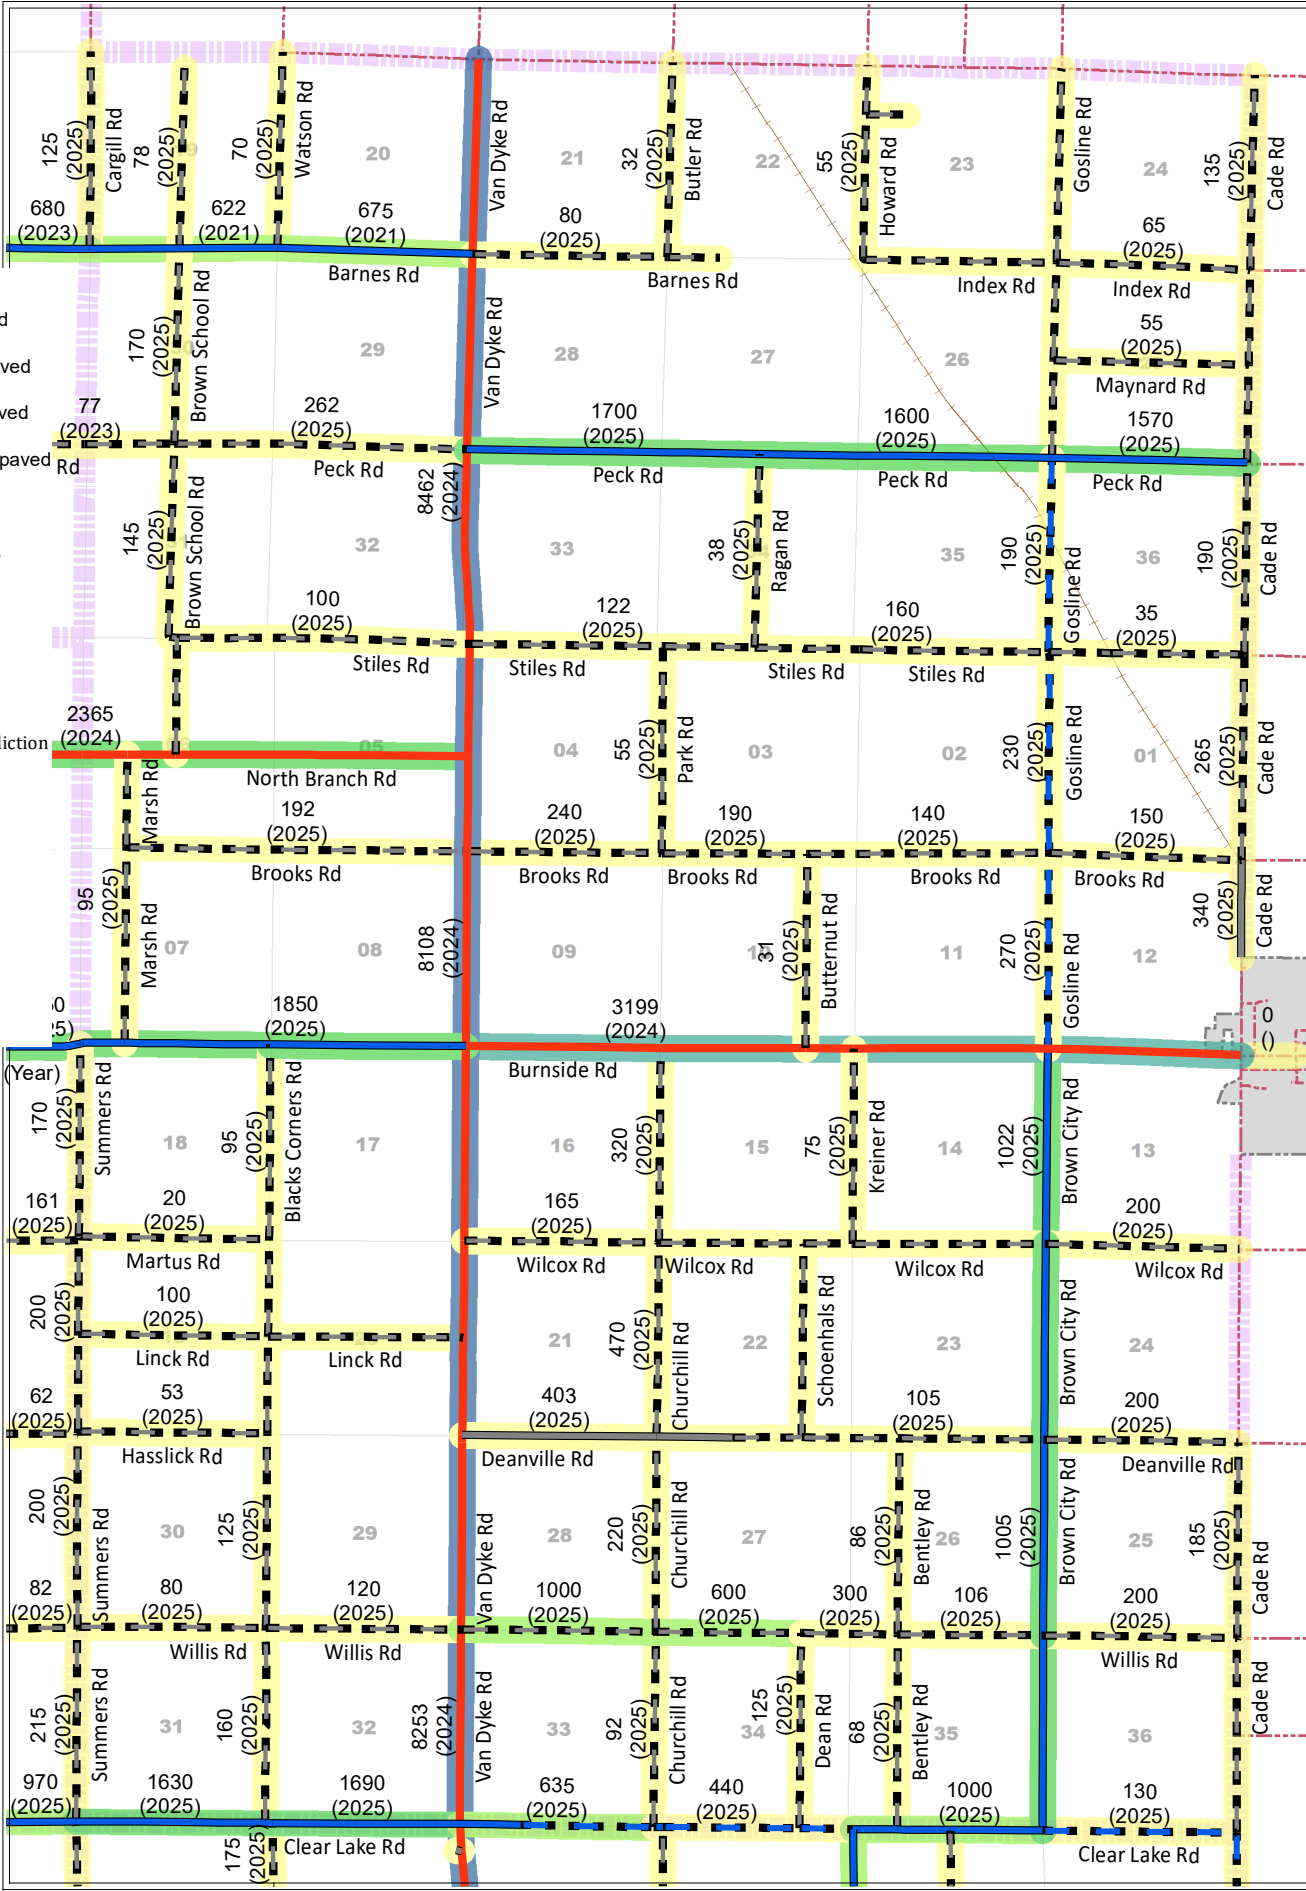 125
(2025)
Cargill Rd
78
(2025)
70
(2025)
Watson Rd
20
Van Dyke Rd
21
32
(2025)
Butler Rd
22
55
(2025)
Howard Rd
23
Gosline Rd
24
135
(2025)
Cade Rd
680
(2023)
622
(2021)
675
(2021)
80
(2025)
65
(2025)
Barnes Rd
Barnes Rd
Index Rd
Index Rd
170
(2025)
Brown School Rd
29
Van Dyke Rd
28
27
26
55
(2025)
Maynard Rd
d
ved
ved
paved
77
(2023)
Rd
262
(2025)
Peck Rd
1700
(2025)
Peck Rd
1600
(2025)
Peck Rd
1570
(2025)
Peck Rd
8462
(2024)
145
(2025)
Brown School Rd
32
33
38
(2025)
Ragan Rd
35
190
(2025)
Gosline Rd
36
190
(2025)
Cade Rd
100
(2025)
Stiles Rd
122
(2025)
Stiles Rd
Stiles Rd
160
(2025)
Stiles Rd
35
(2025)
2365
(2024)
liction
05
North Branch Rd
04
55
(2025)
Park Rd
03
02
230
(2025)
Gosline Rd
01
265
(2025)
Cade Rd
Marsh Rd
192
(2025)
Brooks Rd
240
(2025)
Brooks Rd
190
(2025)
Brooks Rd
140
(2025)
Brooks Rd
150
(2025)
Brooks Rd
95
(2025)
Marsh Rd
07
08
8108
(2024)
09
10
31
(2025)
Butternut Rd
11
270
(2025)
Gosline Rd
12
340
(2025)
Cade Rd
0
()
0
5)
(Year)
1850
(2025)
3199
(2024)
Burnside Rd
170
(2025)
Summers Rd
18
95
(2025)
Blacks Corners Rd
17
16
320
(2025)
15
75
(2025)
Kreiner Rd
14
1022
(2025)
Brown City Rd
13
161
(2025)
20
(2025)
Martus Rd
165
(2025)
Wilcox Rd
Wilcox Rd
Wilcox Rd
200
(2025)
Wilcox Rd
200
(2025)
100
(2025)
Linck Rd
Linck Rd
21
470
(2025)
Churchill Rd
22
Schoenhals Rd
23
Brown City Rd
24
62
(2025)
53
(2025)
Hasslick Rd
403
(2025)
Deanville Rd
105
(2025)
200
(2025)
Deanville Rd
200
(2025)
Summers Rd
30
125
(2025)
29
Van Dyke Rd
28
220
(2025)
Churchill Rd
27
86
(2025)
Bentley Rd
26
1005
(2025)
Brown City Rd
25
185
(2025)
Cade Rd
82
(2025)
80
(2025)
Willis Rd
120
(2025)
Willis Rd
1000
(2025)
600
(2025)
300
(2025)
106
(2025)
200
(2025)
Willis Rd
215
(2025)
Summers Rd
31
160
(2025)
32
8253
(2024)
Van Dyke Rd
33
92
(2025)
Churchill Rd
125
(2025)
34
Dean Rd
68
(2025)
Bentley Rd
35
36
Cade Rd
970
(2025)
1630
(2025)
1690
(2025)
635
(2025)
440
(2025)
1000
(2025)
130
(2025)
175
(2025)
Clear Lake Rd
Clear Lake Rd